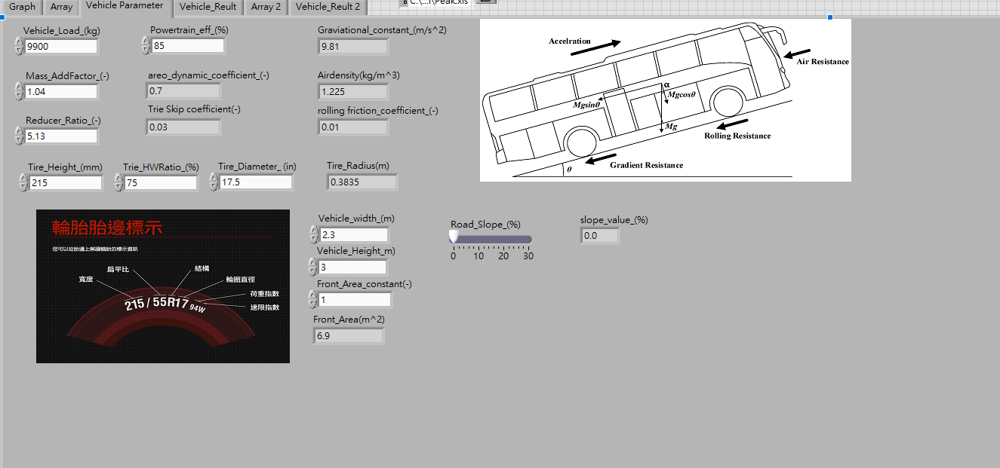 Graph
Array
Vehicle Parameter
Vehicle_Reult
Array 2
Vehicle_Reult 2
C:\...\Peak.xls
Vehicle_Load_(kg)
9900
Powertrain_eff_(%)
85
Graviational_constant_(m/s^2)
9.81
Mass_AddFactor_(-)
1.04
areo_dynamic_coefficient_(-)
0.7
Airdensity(kg/m^3)
1.225
Reducer_Ratio_(-)
5.13
Trie Skip coefficient(-)
0.03
rolling friction_coefficient_(-)
0.01
Tire_Height_(mm)
215
Trie_HWRatio_(%)
75
Tire_Diameter_ (in)
17.5
Tire_Radius(m)
0.3835
Acclration
Air Resistance
α
Mgsinθ
Mgcosθ
Mg
Rolling Resistance
Gradient Resistance
θ
輪胎胎邊標示
您可以從胎邊上解讀輪胎的標示資訊
寬度
扁平比
結構
輪圈直徑
荷重指數
速限指數
215 / 55R17 94W
Vehicle_width_(m)
2.3
Vehicle_Height_m)
3
Front_Area_constant(-)
1
Front_Area(m^2)
6.9
Road_Slope_(%)
0 10 20 30
slope_value_(%)
0.0